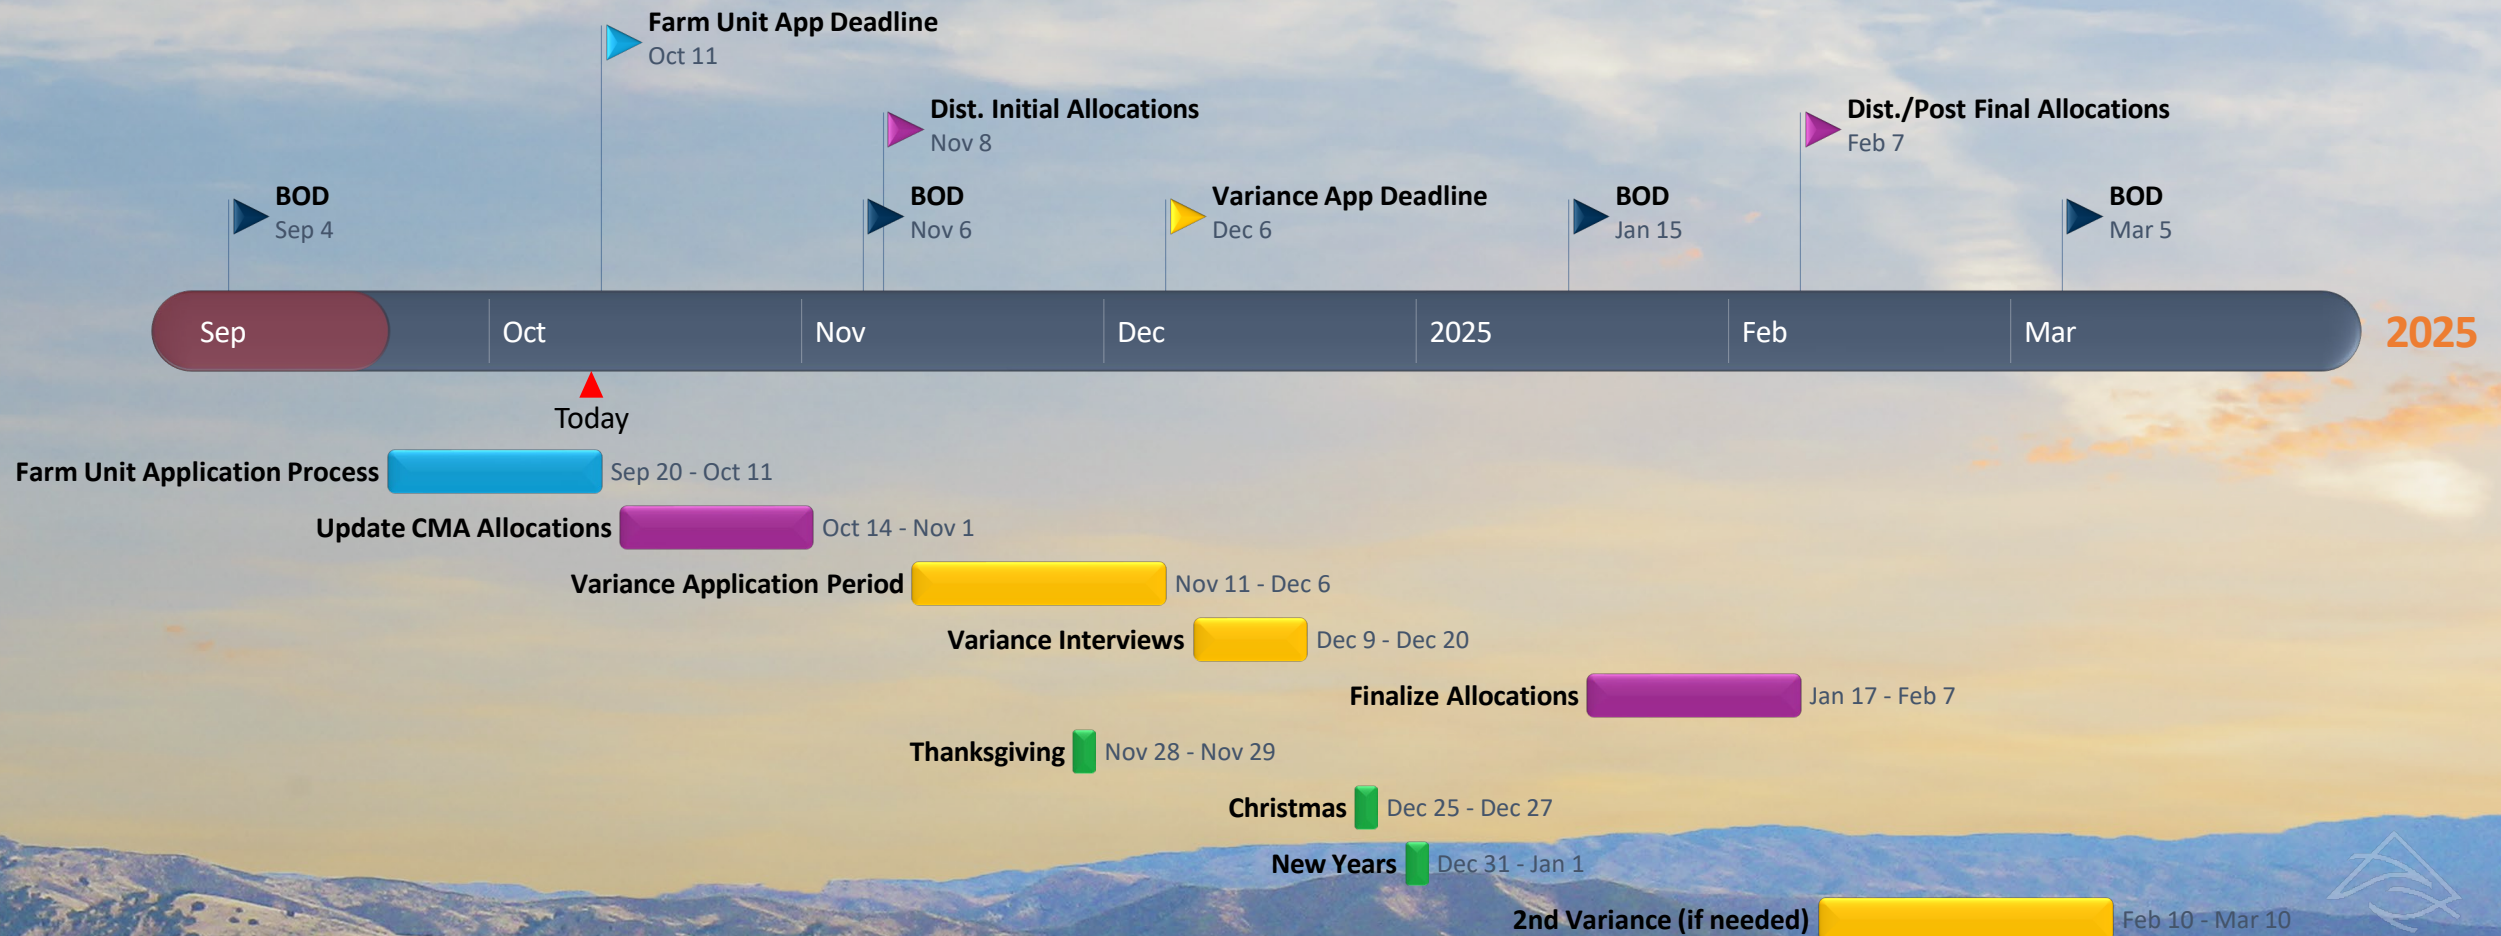 Farm Unit App Deadline
Oct 11
Dist. Initial Allocations
Nov 8
Dist./Post Final Allocations
Feb 7
BOD
Sep 4
BOD
Nov 6
Variance App Deadline
Dec 6
BOD
Jan 15
BOD
Mar 5
Sep Oct Nov Dec 2025 Feb Mar 2025
Today
Farm Unit Application Process Sep 20 - Oct 11
Update CMA Allocations Oct 14 - Nov 1
Variance Application Period Nov 11 - Dec 6
Variance Interviews Dec 9 - Dec 20
Finalize Allocations Jan 17 - Feb 7
Thanksgiving Nov 28 - Nov 29
Christmas Dec 25 - Dec 27
New Years Dec 31 - Jan 1
2nd Variance (if needed) Feb 10 - Mar 10